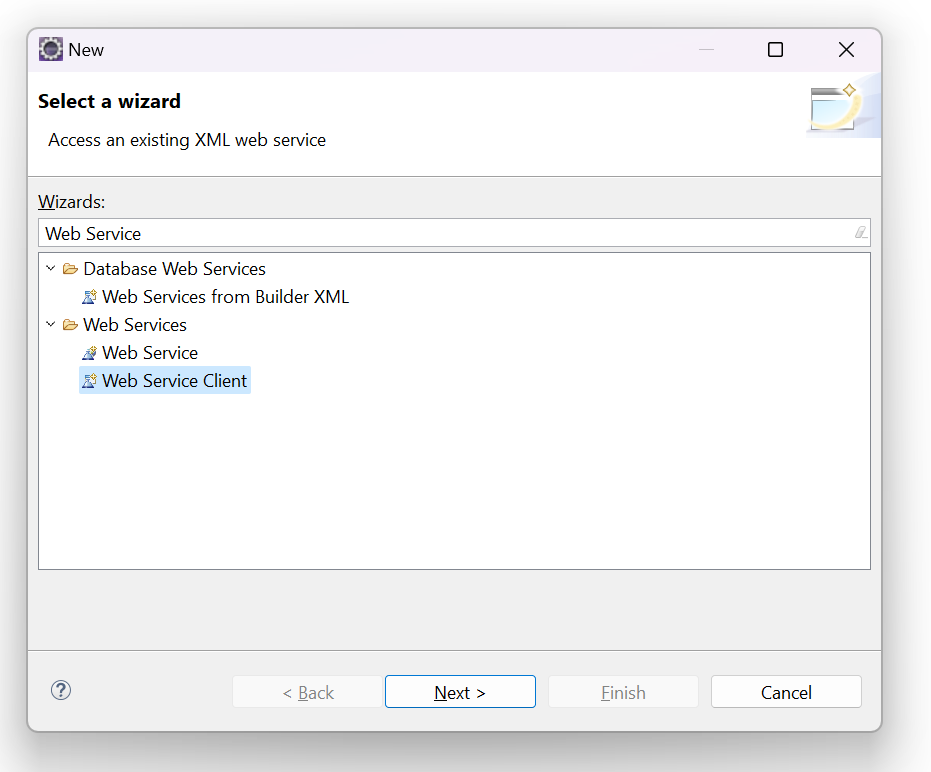 New
Select a wizard
Access an existing XML web service
Wizards:
Web Service
Database Web Services
Web Services from Builder XML
Web Services
Web Service
Web Service Client
? < Back Next > Finish Cancel